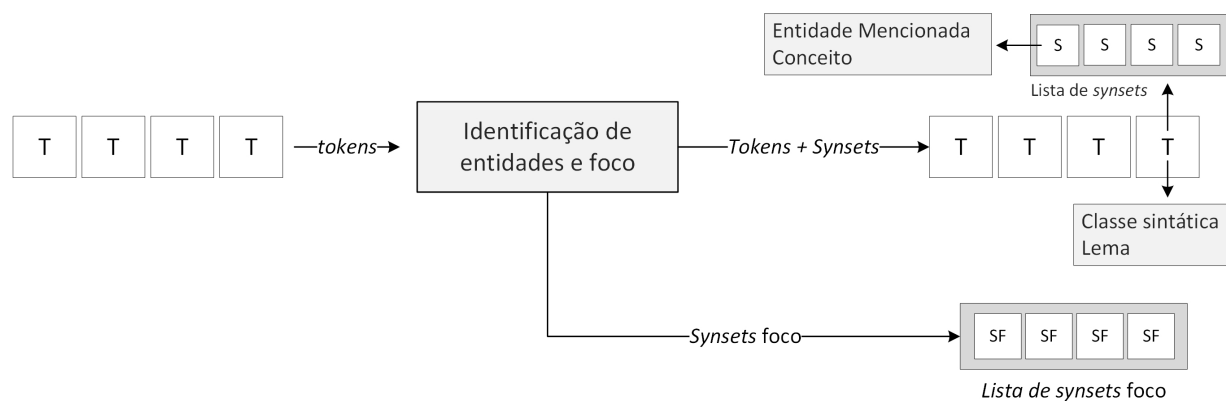 Entidade Mencionada
Conceito
S S S S
Lista de synsets
T T T T
tokens
Identificação de
entidades e foco
Tokens + Synsets
T T T T
Classe sintática
Lema
Synsets foco
SF SF SF SF
Lista de synsets foco